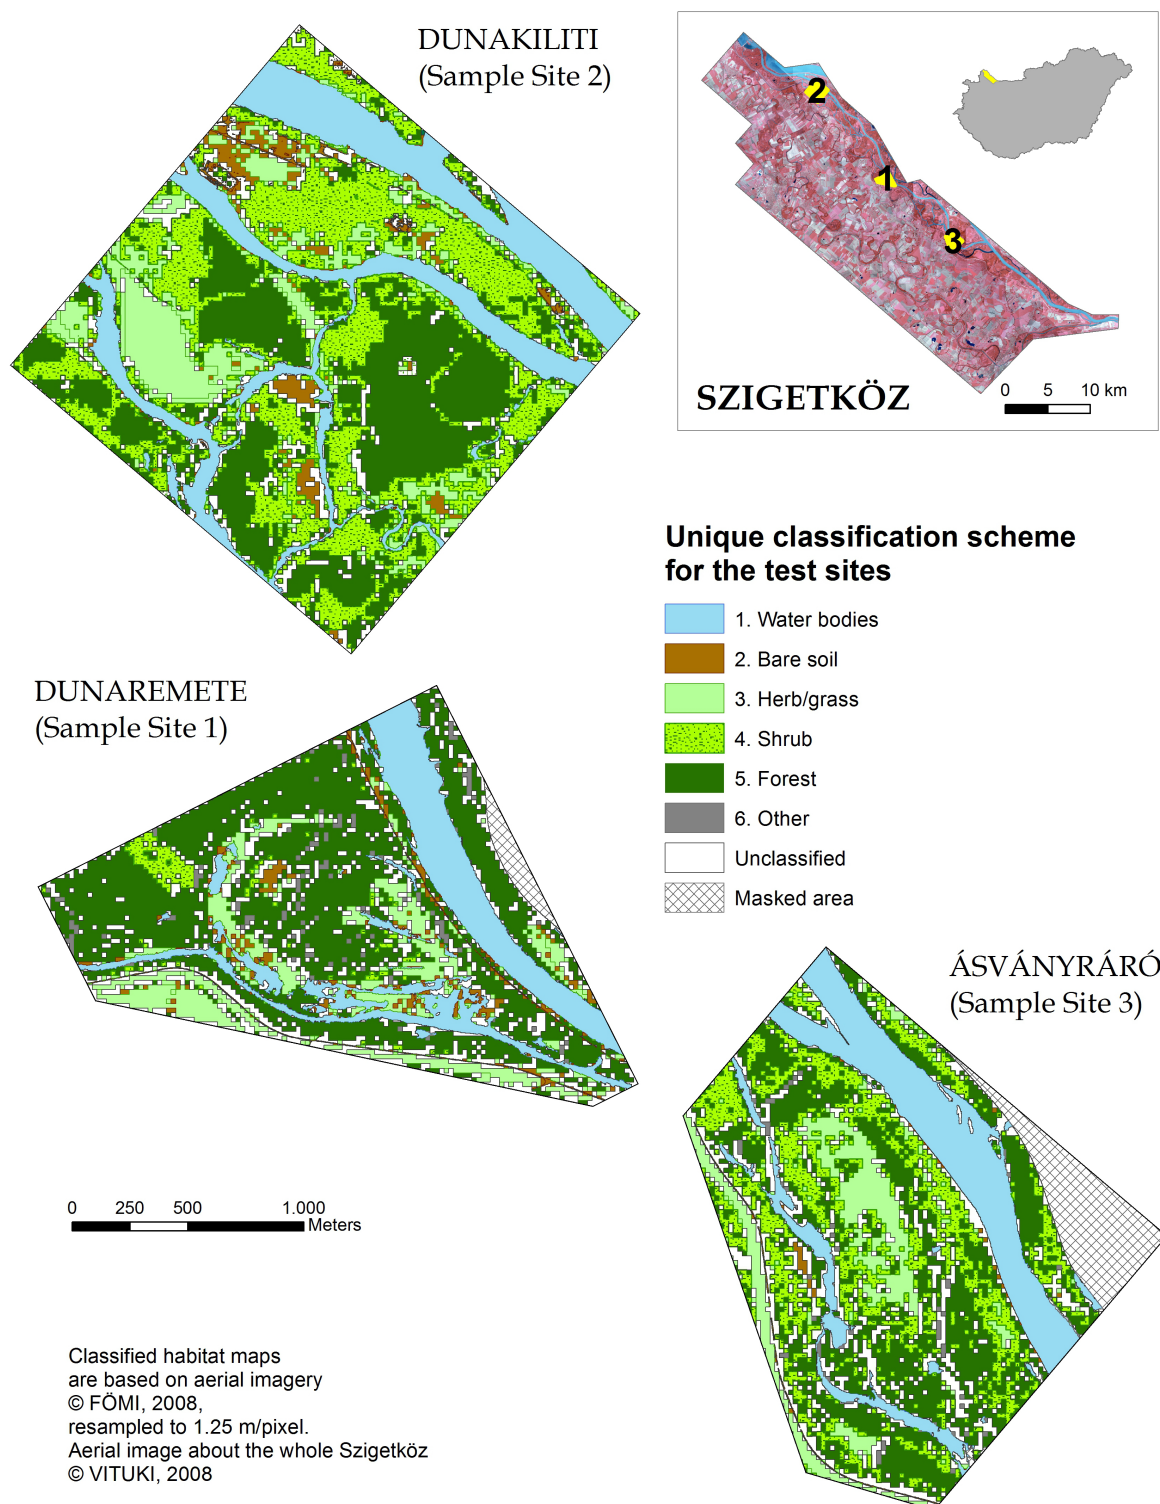 DUNAKILITI
(Sample Site 2)
2
1
3
SZIGETKÖZ
0 5 10 km
Unique classification scheme
for the test sites
1. Water bodies
2. Bare soil
3. Herb/grass
4. Shrub
5. Forest
6. Other
Unclassified
Masked area
DUNAREMETE
(Sample Site 1)
ÁSVÁNYRÁRÓ
(Sample Site 3)
0 250 500 1.000
Meters
Classified habitat maps
are based on aerial imagery
© FÖMI, 2008,
resampled to 1.25 m/pixel.
Aerial image about the whole Szigetköz
© VITUKI, 2008